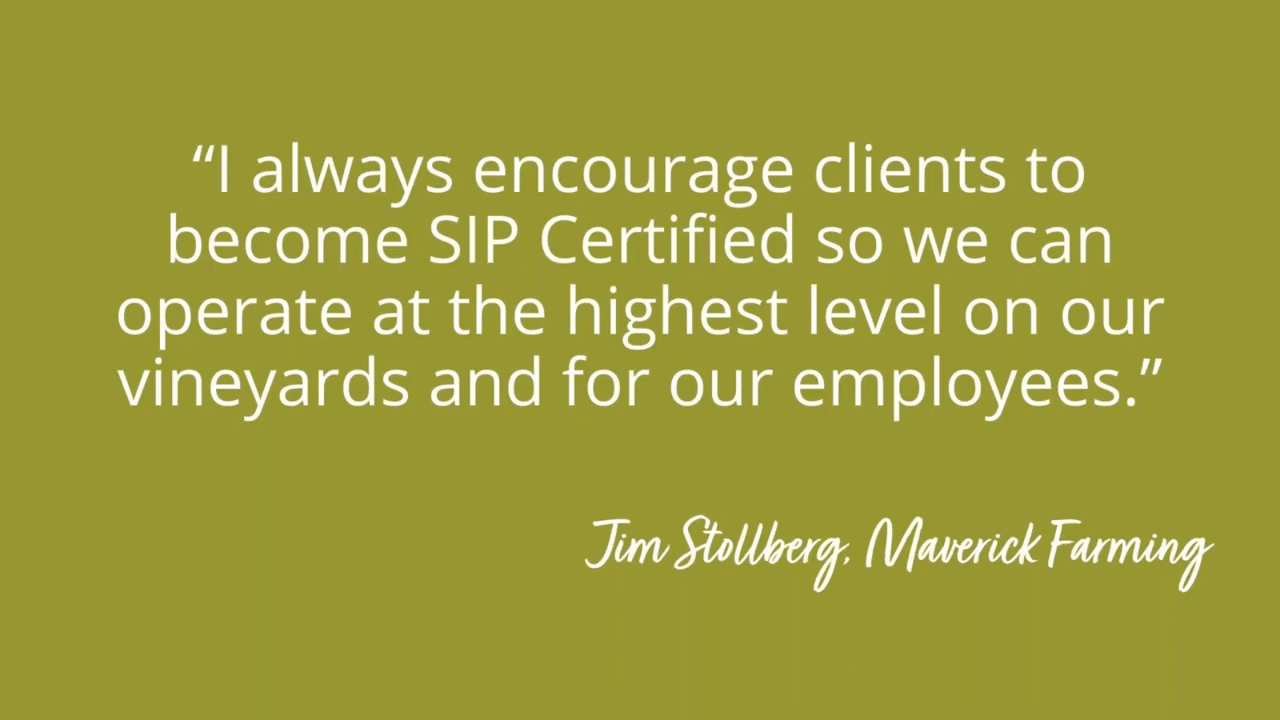 “I always encourage clients to
become SIP Certified so we can
operate at the highest level on our
vineyards and for our employees.”
Jim Stollberg, Maverick Farming